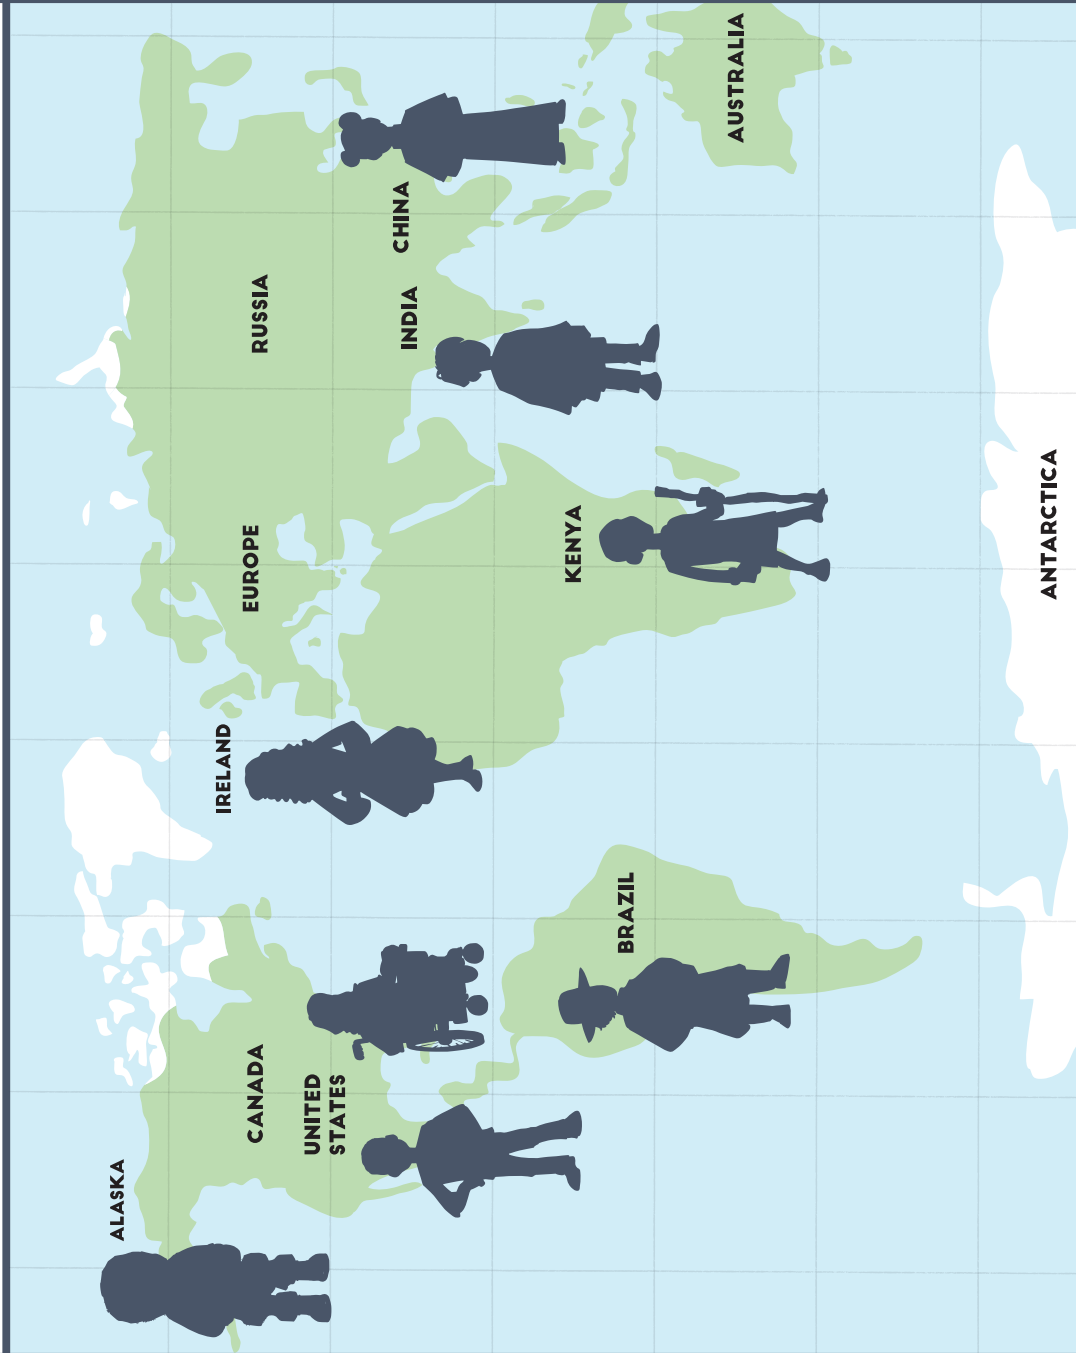 ALASKA
CANADA
UNITED
STATES
IRELAND
EUROPE
RUSSIA
CHINA
INDIA
KENYA
BRAZIL
AUSTRALIA
ANTARCTICA